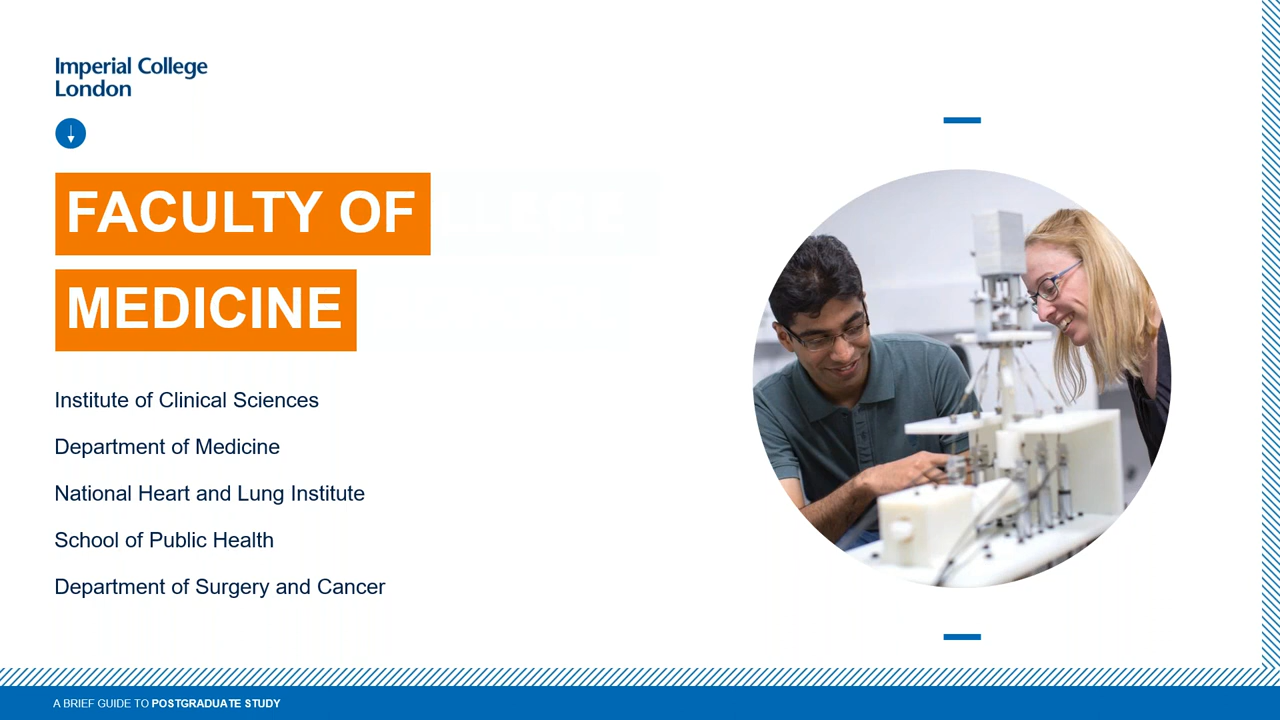 Imperial College
London
FACULTY OF
MEDICINE
Institute of Clinical Sciences
Department of Medicine
National Heart and Lung Institute
School of Public Health
Department of Surgery and Cancer
A BRIEF GUIDE TO POSTGRADUATE STUDY